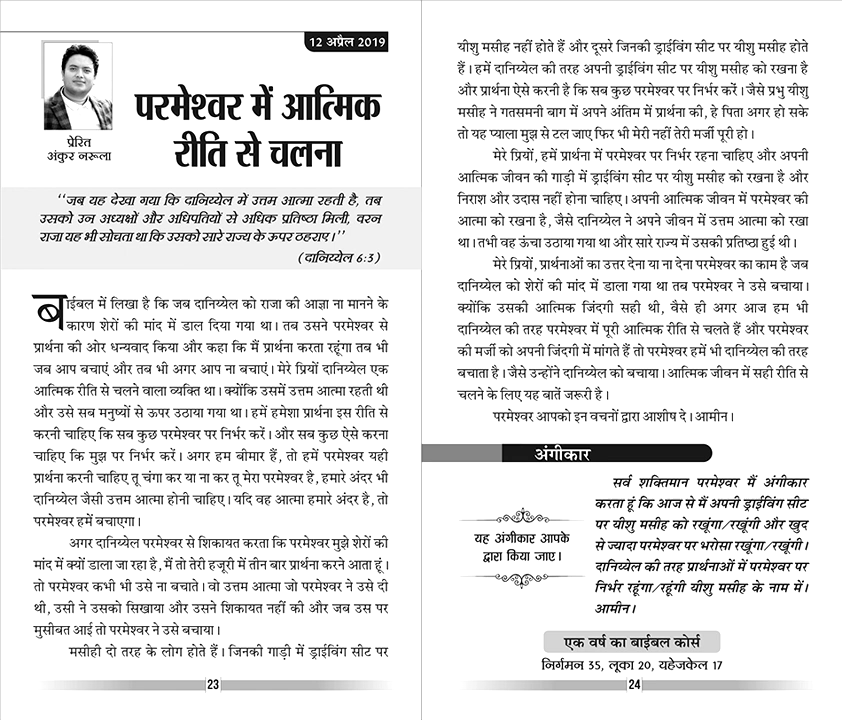 12 अप्रैल 2019
प्रेरित
अंकुर नरूला
परमेश्वर में आत्मिक
रीति से चलना
“जब यह देखा गया कि दानिय्येल में उत्तम आत्मा रहती है, तब
उसको उन अध्यक्षों और अधिपतियों से अधिक प्रतिष्ठा मिली, वरन
राजा यह भी सोचता था कि उसको सारे राज्य के ऊपर ठहराए।”
(दानिय्येल 6:3)
बाईबल में लिखा है कि जब दानिय्येल को राजा की आज्ञा ना मानने के
कारण शेरों की मांद में डाल दिया गया था। तब उसने परमेश्वर से
प्रार्थना की ओर धन्यवाद किया और कहा कि मैं प्रार्थना करता रहूंगा तब भी
जब आप बचाएं और तब भी अगर आप ना बचाएं। मेरे प्रियों दानिय्येल एक
आत्मिक रीति से चलने वाला व्यक्ति था। क्योंकि उसमें उत्तम आत्मा रहती थी
और उसे सब मनुष्यों से ऊपर उठाया गया था। हमें हमेशा प्रार्थना इस रीति से
करनी चाहिए कि सब कुछ परमेश्वर पर निर्भर करें। और सब कुछ ऐसे करना
चाहिए कि मुझ पर निर्भर करें। अगर हम बीमार हैं, तो हमें परमेश्वर यही
प्रार्थना करनी चाहिए तू चंगा कर या ना कर तू मेरा परमेश्वर है, हमारे अंदर भी
दानिय्येल जैसी उत्तम आत्मा होनी चाहिए। यदि वह आत्मा हमारे अंदर है, तो
परमेश्वर हमें बचाएगा।
अगर दानिय्येल परमेश्वर से शिकायत करता कि परमेश्वर मुझे शेरों की
मांद में क्यों डाला जा रहा है, मैं तो तेरी हजूरी में तीन बार प्रार्थना करने आता हूं।
तो परमेश्वर कभी भी उसे ना बचाते। वो उत्तम आत्मा जो परमेश्वर ने उसे दी
थी, उसी ने उसको सिखाया और उसने शिकायत नहीं की और जब उस पर
मुसीबत आई तो परमेश्वर ने उसे बचाया।
मसीही दो तरह के लोग होते हैं। जिनकी गाड़ी में ड्राईविंग सीट पर
23
यीशु मसीह नहीं होते हैं और दूसरे जिनकी ड्राईविंग सीट पर यीशु मसीह होते
हैं। हमें दानिय्येल की तरह अपनी ड्राईविंग सीट पर यीशु मसीह को रखना है
और प्रार्थना ऐसे करनी है कि सब कुछ परमेश्वर पर निर्भर करें। जैसे प्रभु यीशु
मसीह ने गतसमनी बाग में अपने अंतिम में प्रार्थना की, हे पिता अगर हो सके
तो यह प्याला मुझ से टल जाए फिर भी मेरी नहीं तेरी मर्जी पूरी हो।
मेरे प्रियों, हमें प्रार्थना में परमेश्वर पर निर्भर रहना चाहिए और अपनी
आत्मिक जीवन की गाड़ी में ड्राईविंग सीट पर यीशु मसीह को रखना है और
निराश और उदास नहीं होना चाहिए। अपनी आत्मिक जीवन में परमेश्वर की
आत्मा को रखना है, जैसे दानिय्येल ने अपने जीवन में उत्तम आत्मा को रखा
था। तभी वह ऊंचा उठाया गया था और सारे राज्य में उसकी प्रतिष्ठा हुई थी।
मेरे प्रियों, प्रार्थनाओं का उत्तर देना या ना देना परमेश्वर का काम है जब
दानिय्येल को शेरों की मांद में डाला गया था तब परमेश्वर ने उसे बचाया।
क्योंकि उसकी आत्मिक जिंदगी सही थी, वैसे ही अगर आज हम भी
दानिय्येल की तरह परमेश्वर में पूरी आत्मिक रीति से चलते हैं और परमेश्वर
की मर्जी को अपनी जिंदगी में मांगते हैं तो परमेश्वर हमें भी दानिय्येल की तरह
बचाता है। जैसे उन्होंने दानिय्येल को बचाया। आत्मिक जीवन में सही रीति से
चलने के लिए यह बातें जरूरी है।
परमेश्वर आपको इन वचनों द्वारा आशीष दे। आमीन।
अंगीकार
यह अंगीकार आपके
द्वारा किया जाए।
सर्व शक्तिमान परमेश्वर मैं अंगीकार
करता हूं कि आज से मैं अपनी ड्राईविंग सीट
पर यीशु मसीह को रखूंगा/रखूंगी और खुद
से ज्यादा परमेश्वर पर भरोसा रखूंगा/रखूंगी।
दानिय्येल की तरह प्रार्थनाओं में परमेश्वर पर
निर्भर रहूंगा/रहूंगी यीशु मसीह के नाम में।
आमीन।
एक वर्ष का बाईबल कोर्स
निर्गमन 35, लूका 20, यहेजकेल 17
24